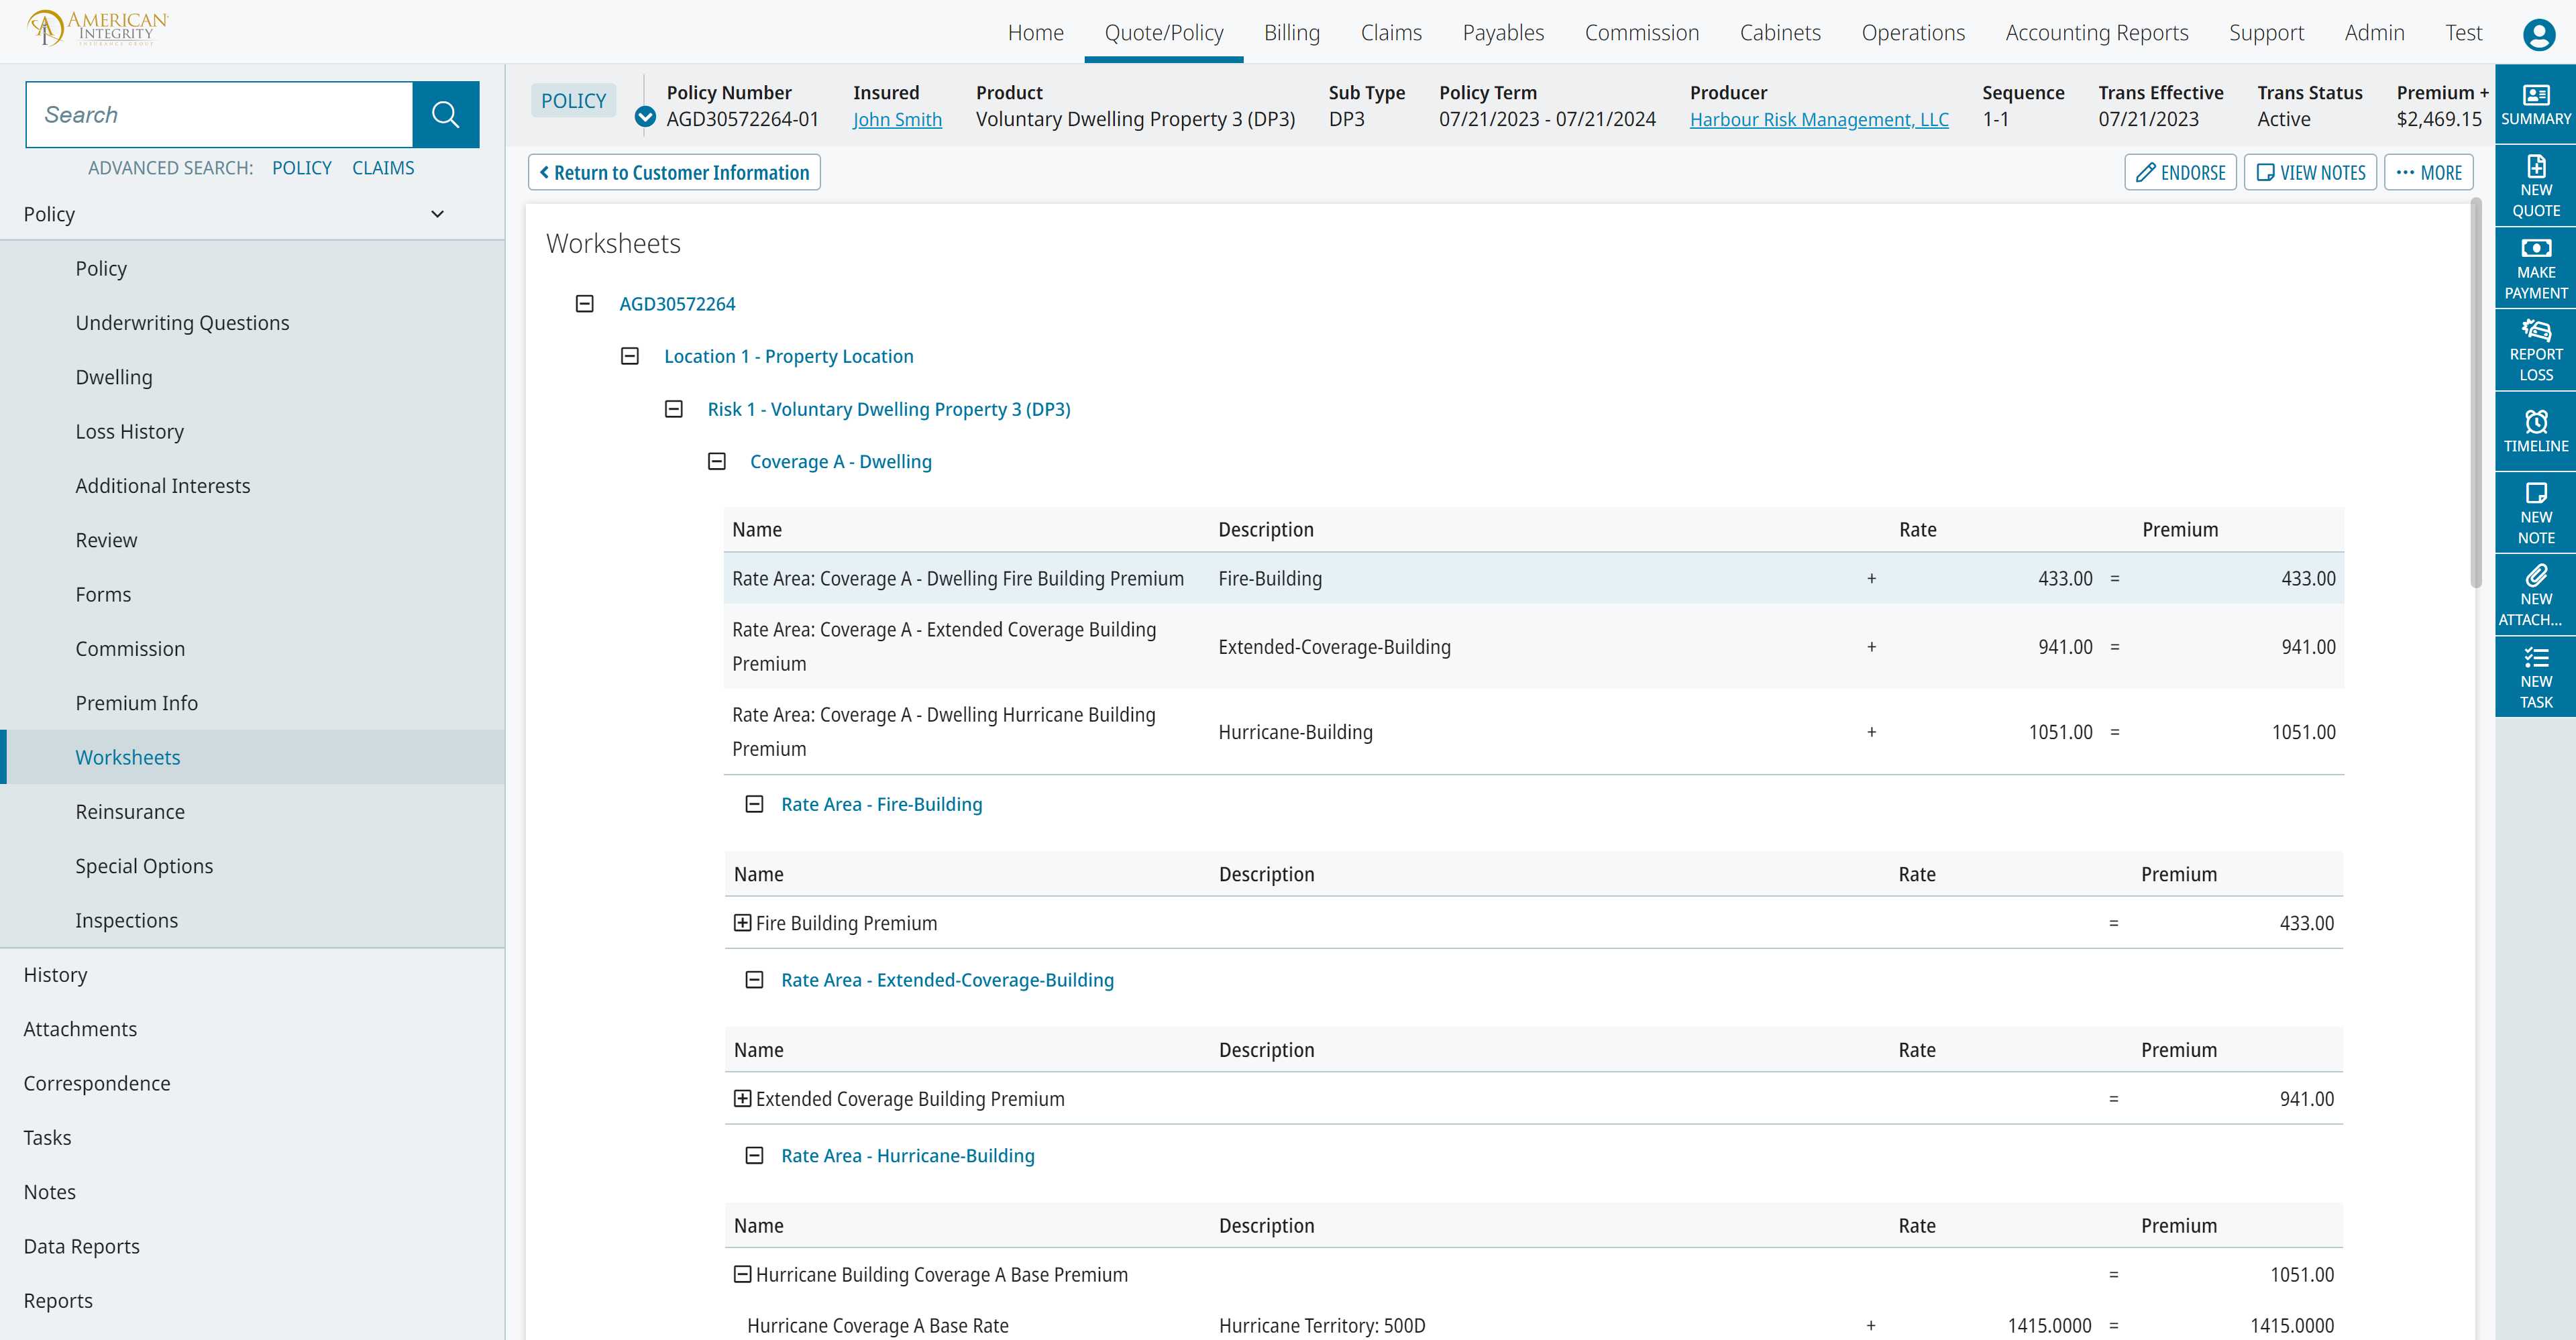 AMERICAN
INTEGRITY
INSURANCE GROUP
Home Quote/Policy Billing Claims Payables Commission Cabinets Operations Accounting Reports Support Admin Test
Search
ADVANCED SEARCH: POLICY CLAIMS
Policy
Policy
Underwriting Questions
Dwelling
Loss History
Additional Interests
Review
Forms
Commission
Premium Info
Worksheets
Reinsurance
Special Options
Inspections
History
Attachments
Correspondence
Tasks
Notes
Data Reports
Reports
POLICY
Policy Number Insured Product Sub Type Policy Term Producer Sequence Trans Effective Trans Status Premium +
AGD30572264-01 John Smith Voluntary Dwelling Property 3 (DP3) DP3 07/21/2023 - 07/21/2024 Harbour Risk Management, LLC 1-1 07/21/2023 Active $2,469.15
Return to Customer Information
ENDORSE VIEW NOTES MORE
Worksheets
AGD30572264
Location 1 - Property Location
Risk 1 - Voluntary Dwelling Property 3 (DP3)
Coverage A - Dwelling
Name Description Rate Premium
Rate Area: Coverage A - Dwelling Fire Building Premium Fire-Building + 433.00 = 433.00
Rate Area: Coverage A - Extended Coverage Building
Premium Extended-Coverage-Building + 941.00 = 941.00
Rate Area: Coverage A - Dwelling Hurricane Building
Premium Hurricane-Building + 1051.00 = 1051.00
Rate Area - Fire-Building
Name Description Rate Premium
Fire Building Premium = 433.00
Rate Area - Extended-Coverage-Building
Name Description Rate Premium
Extended Coverage Building Premium = 941.00
Rate Area - Hurricane-Building
Name Description Rate Premium
Hurricane Building Coverage A Base Premium = 1051.00
Hurricane Coverage A Base Rate Hurricane Territory: 500D + 1415.0000 = 1415.0000
SUMMARY
NEW
QUOTE
MAKE
PAYMENT
REPORT
LOSS
TIMELINE
NEW
NOTE
NEW
ATTACH...
NEW
TASK